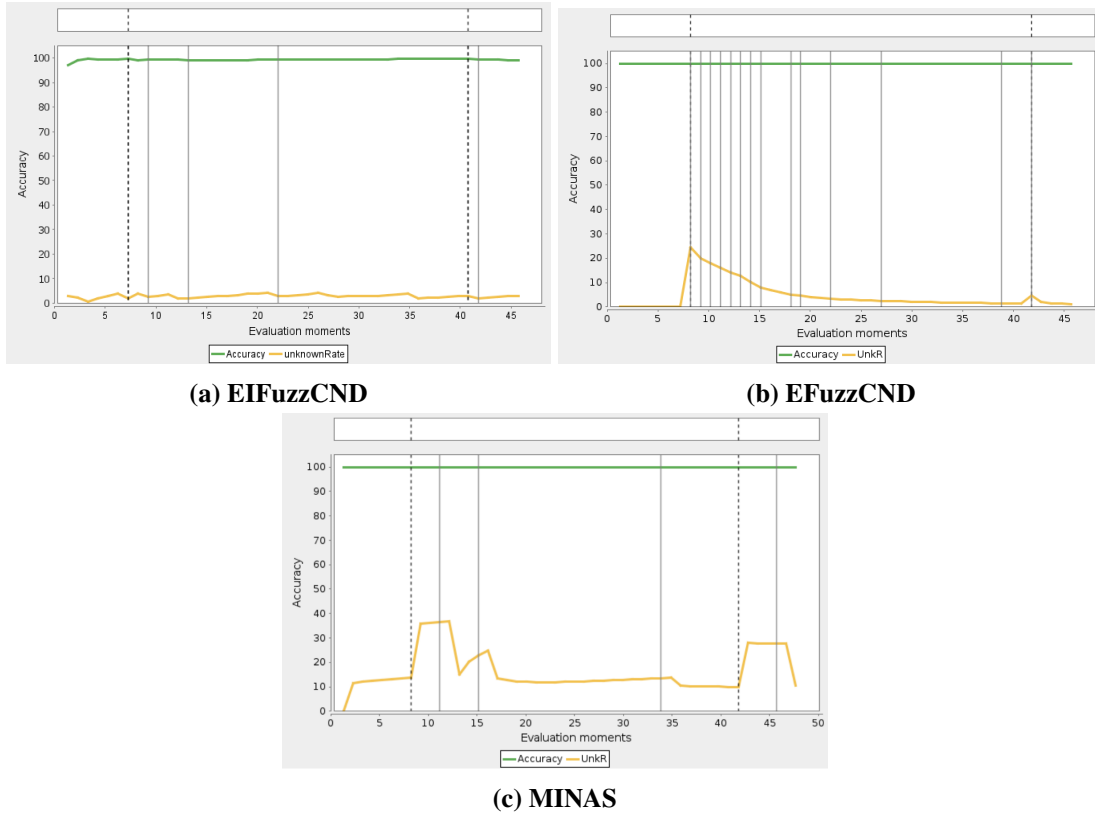 100
90
80
70
60
50
40
30
20
10
0
Accuracy
0 5 10 15 20 25 30 35 40 45
Evaluation moments
Accuracy unknownRate
(a) EIFuzzCND
100
90
80
70
60
50
40
30
20
10
0
Accuracy
0 5 10 15 20 25 30 35 40 45
Evaluation moments
Accuracy UnkR
(b) EFuzzCND
100
90
80
70
60
50
40
30
20
10
0
Accuracy
0 5 10 15 20 25 30 35 40 45 50
Evaluation moments
Accuracy UnkR
(c) MINAS